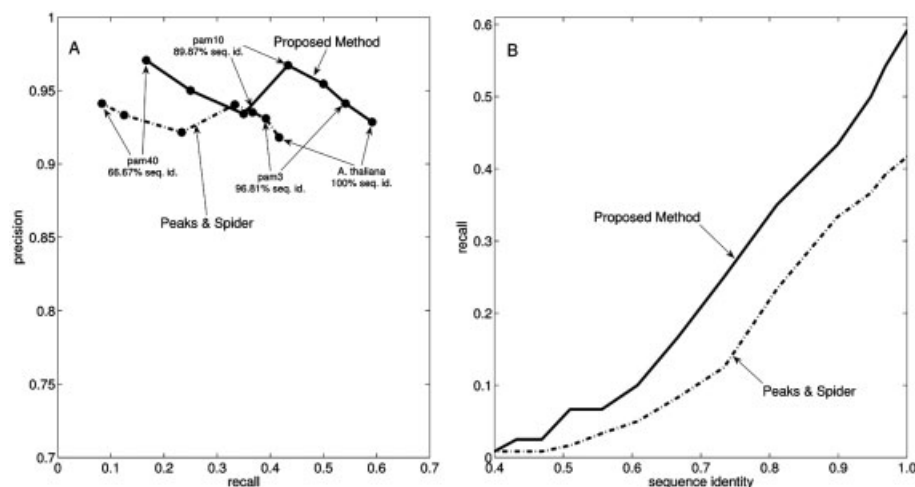 A
pam10
89.87% seq. id.
Proposed Method
pam40
66.67% seq. id.
Peaks & Spider
pam3
96.81% seq. id.
A. thaliana
100% seq. id.
precision
1
0.95
0.9
0.85
0.8
0.75
0.7
0
0.1
0.2
0.3
0.4
0.5
0.6
0.7
recall
B
Proposed Method
Peaks & Spider
recall
0.6
0.5
0.4
0.3
0.2
0.1
0
0.4
0.5
0.6
0.7
0.8
0.9
1.0
sequence identity